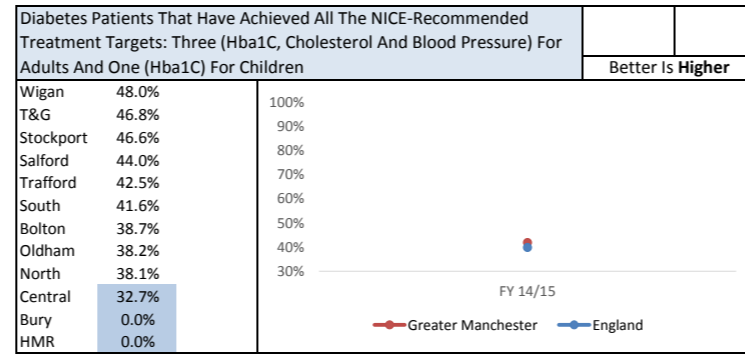 Diabetes Patients That Have Achieved All The NICE-Recommended
Treatment Targets: Three (Hba1C, Cholesterol And Blood Pressure) For
Adults And One (Hba1C) For Children
Better Is Higher
Wigan 48.0%
T&G 46.8%
Stockport 46.6%
Salford 44.0%
Trafford 42.5%
South 41.6%
Bolton 38.7%
Oldham 38.2%
North 38.1%
Central 32.7%
Bury 0.0%
HMR 0.0%
100%
90%
80%
70%
60%
50%
40%
30%
FY 14/15
Greater Manchester England